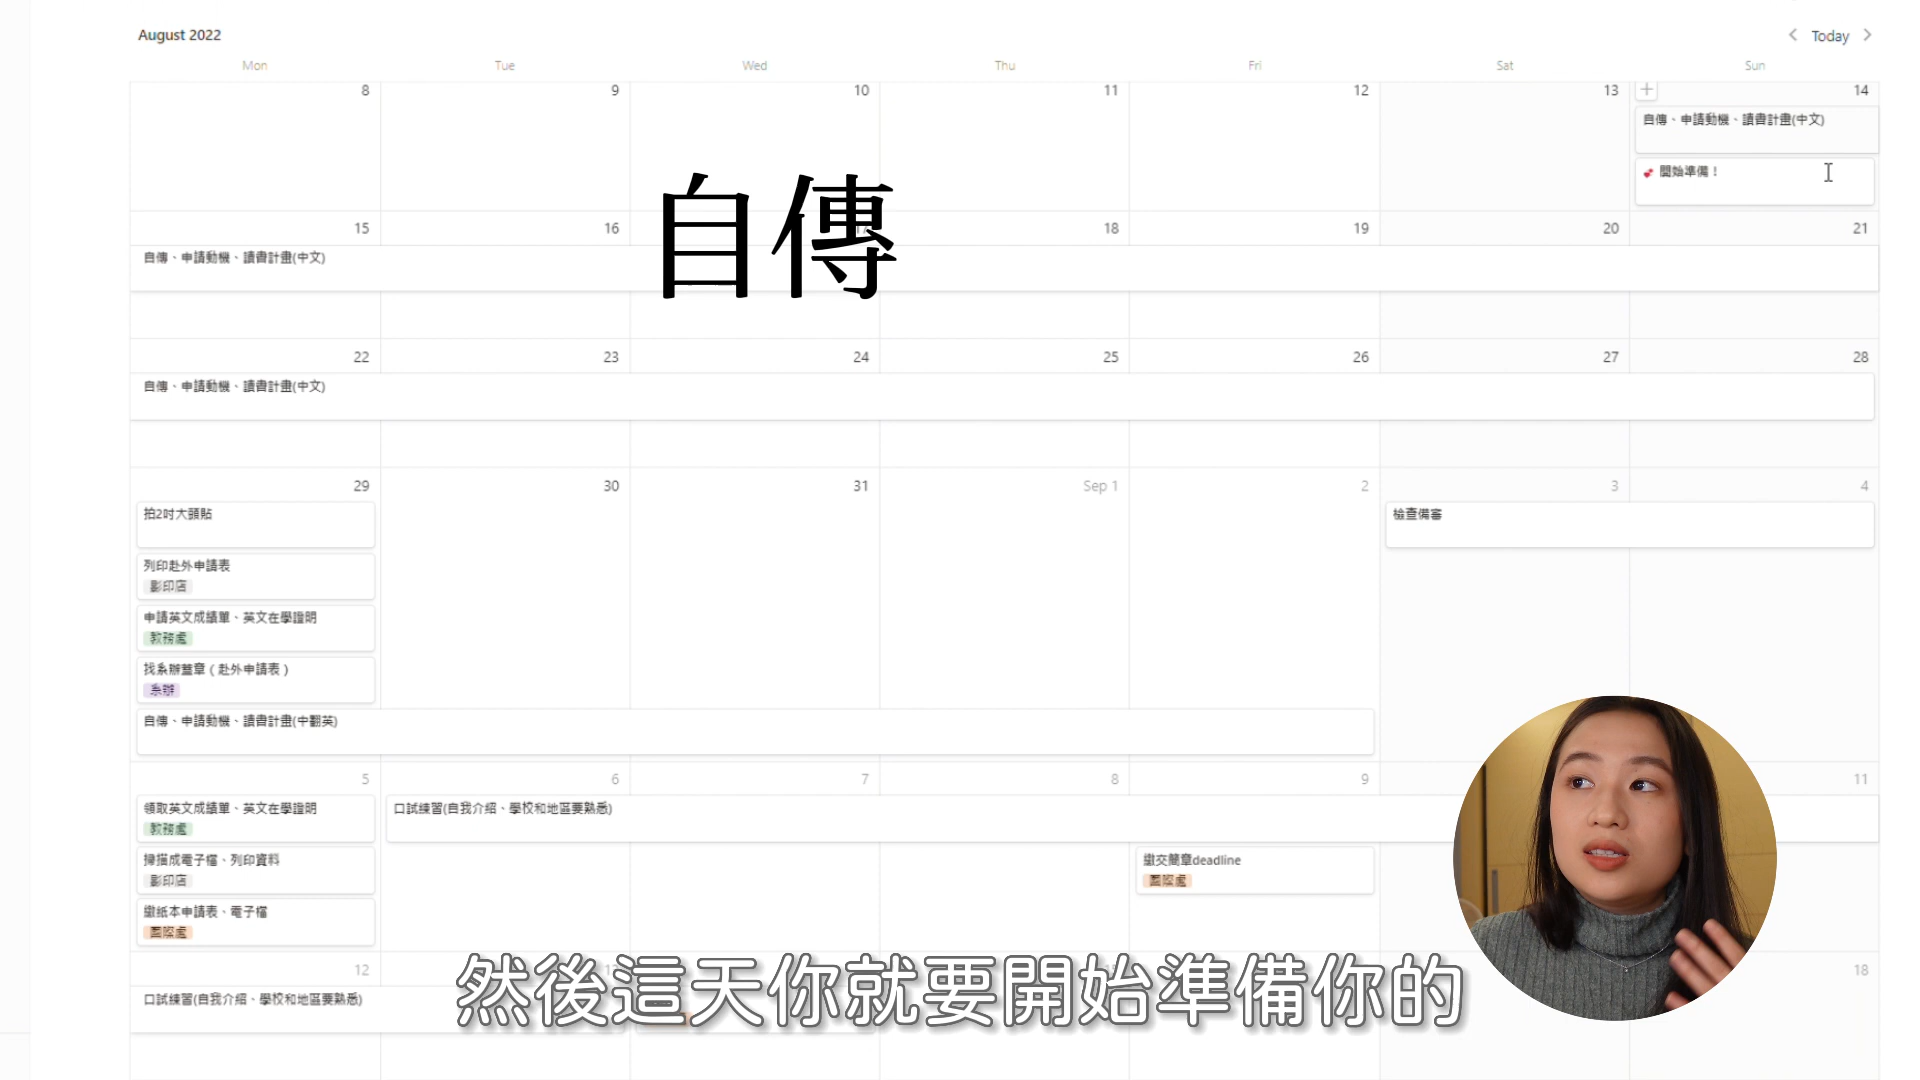 August 2022
Today
Mon Tue Wed Thu Fri Sat Sun
8 9 10 11 12 13 14
自傳、申請動機、讀書計畫(中文)
開始準備！
自傳
15 16 17 18 19 20 21
自傳、申請動機、讀書計畫(中文)
22 23 24 25 26 27 28
自傳、申請動機、讀書計畫(中文)
29 30 31 Sep 1 2 3 4
拍2吋大頭貼
檢查備審
列印赴外申請表
影印店
申請英文成績單、英文在學證明
教務處
找系辦蓋章（赴外申請表）
系辦
自傳、申請動機、讀書計畫(中翻英)
5 6 7 8 9 11
領取英文成績單、英文在學證明
教務處
口試練習(自我介紹、學校和地區要熟悉)
掃描成電子檔、列印資料
影印店
繳交簡章deadline
國際處
繳紙本申請表、電子檔
國際處
12 18
口試練習(自我介紹、學校和地區要熟悉)
然後這天你就要開始準備你的